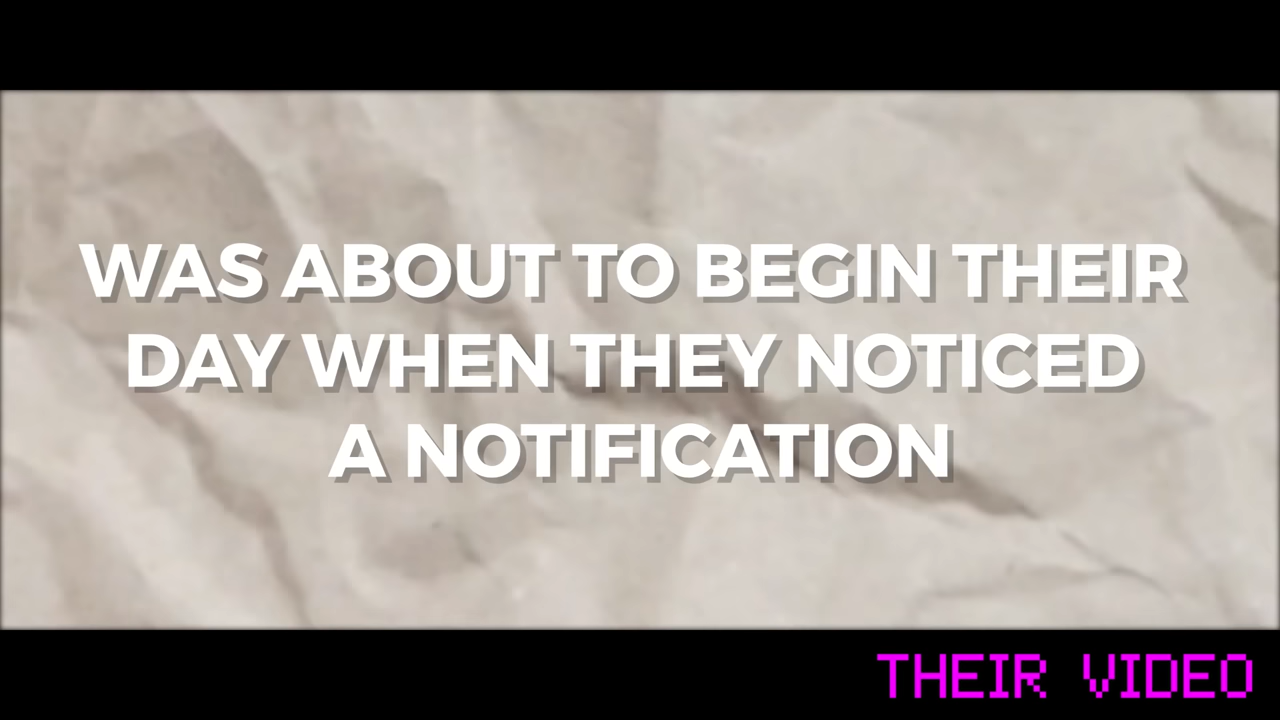 WAS ABOUT TO BEGIN THEIR
DAY WHEN THEY NOTICED
A NOTIFICATION
THEIR VIDEO